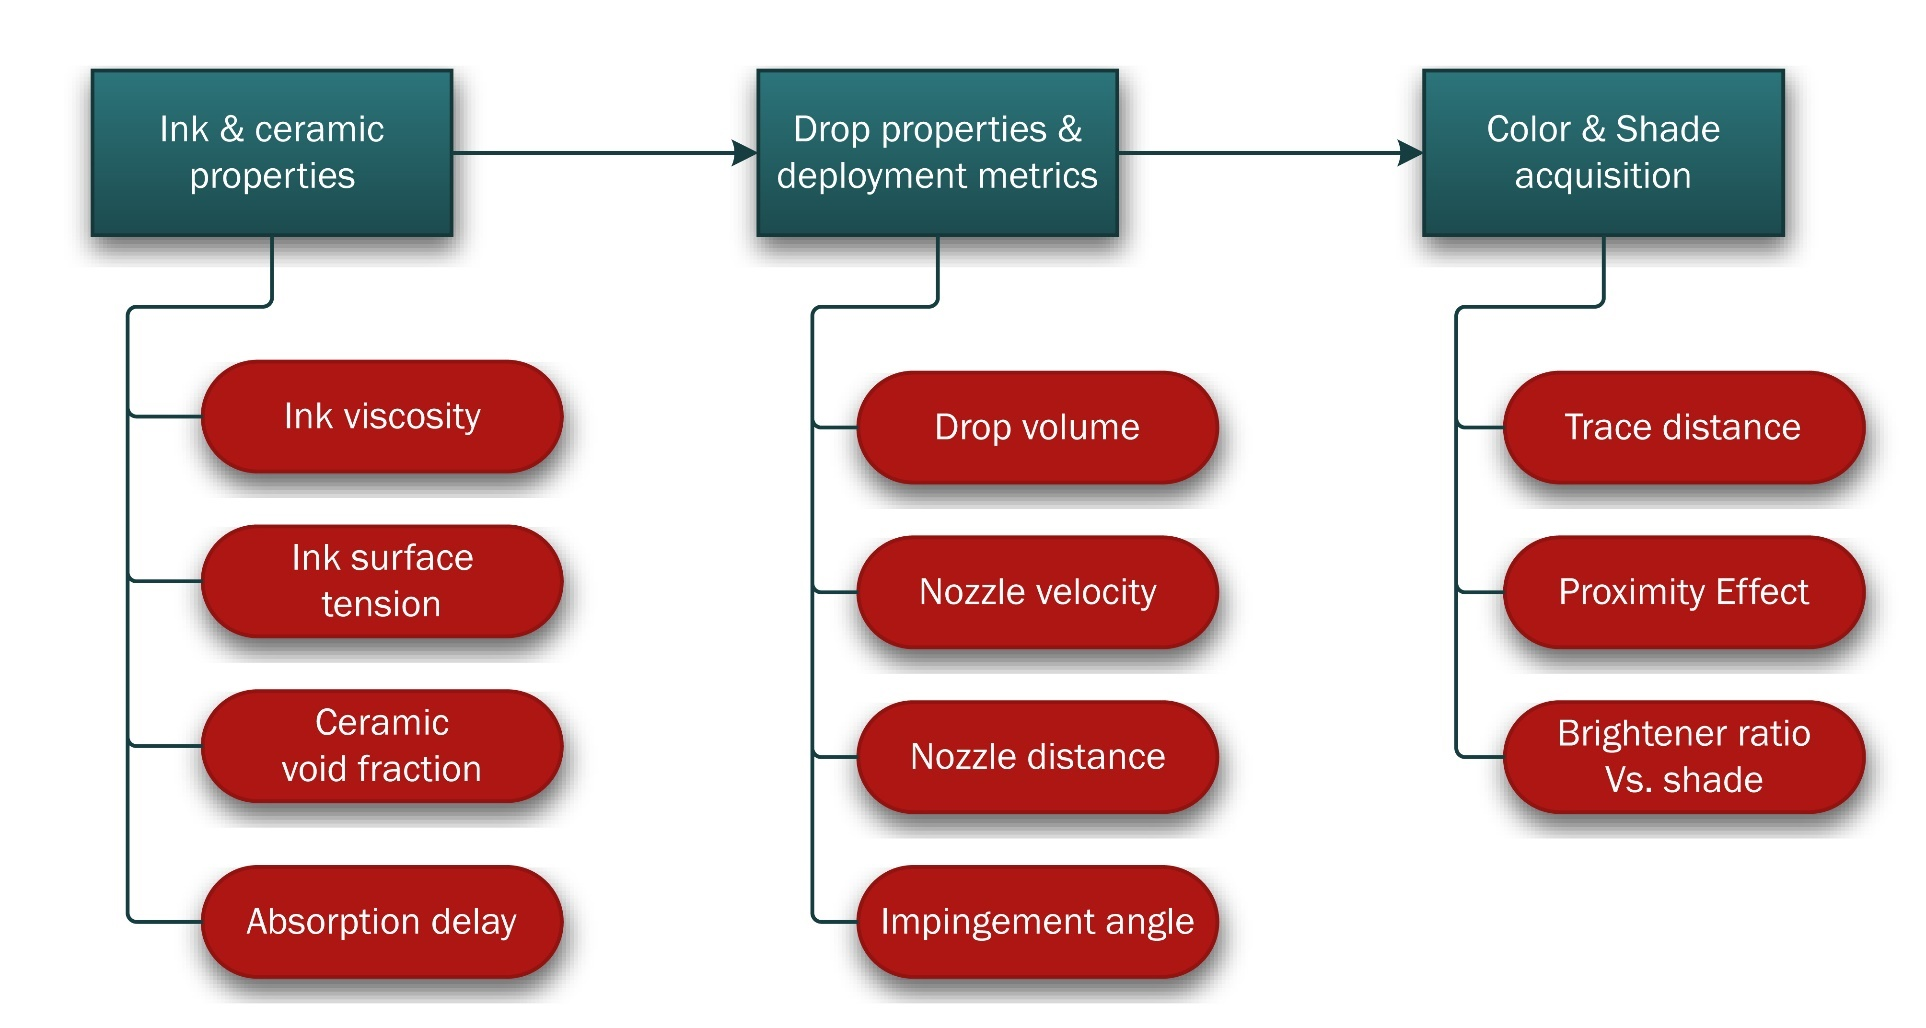 Ink & ceramic
properties
Drop properties &
deployment metrics
Color & Shade
acquisition
Ink viscosity
Ink surface
tension
Ceramic
void fraction
Absorption delay
Drop volume
Nozzle velocity
Nozzle distance
Impingement angle
Trace distance
Proximity Effect
Brightener ratio
Vs. shade